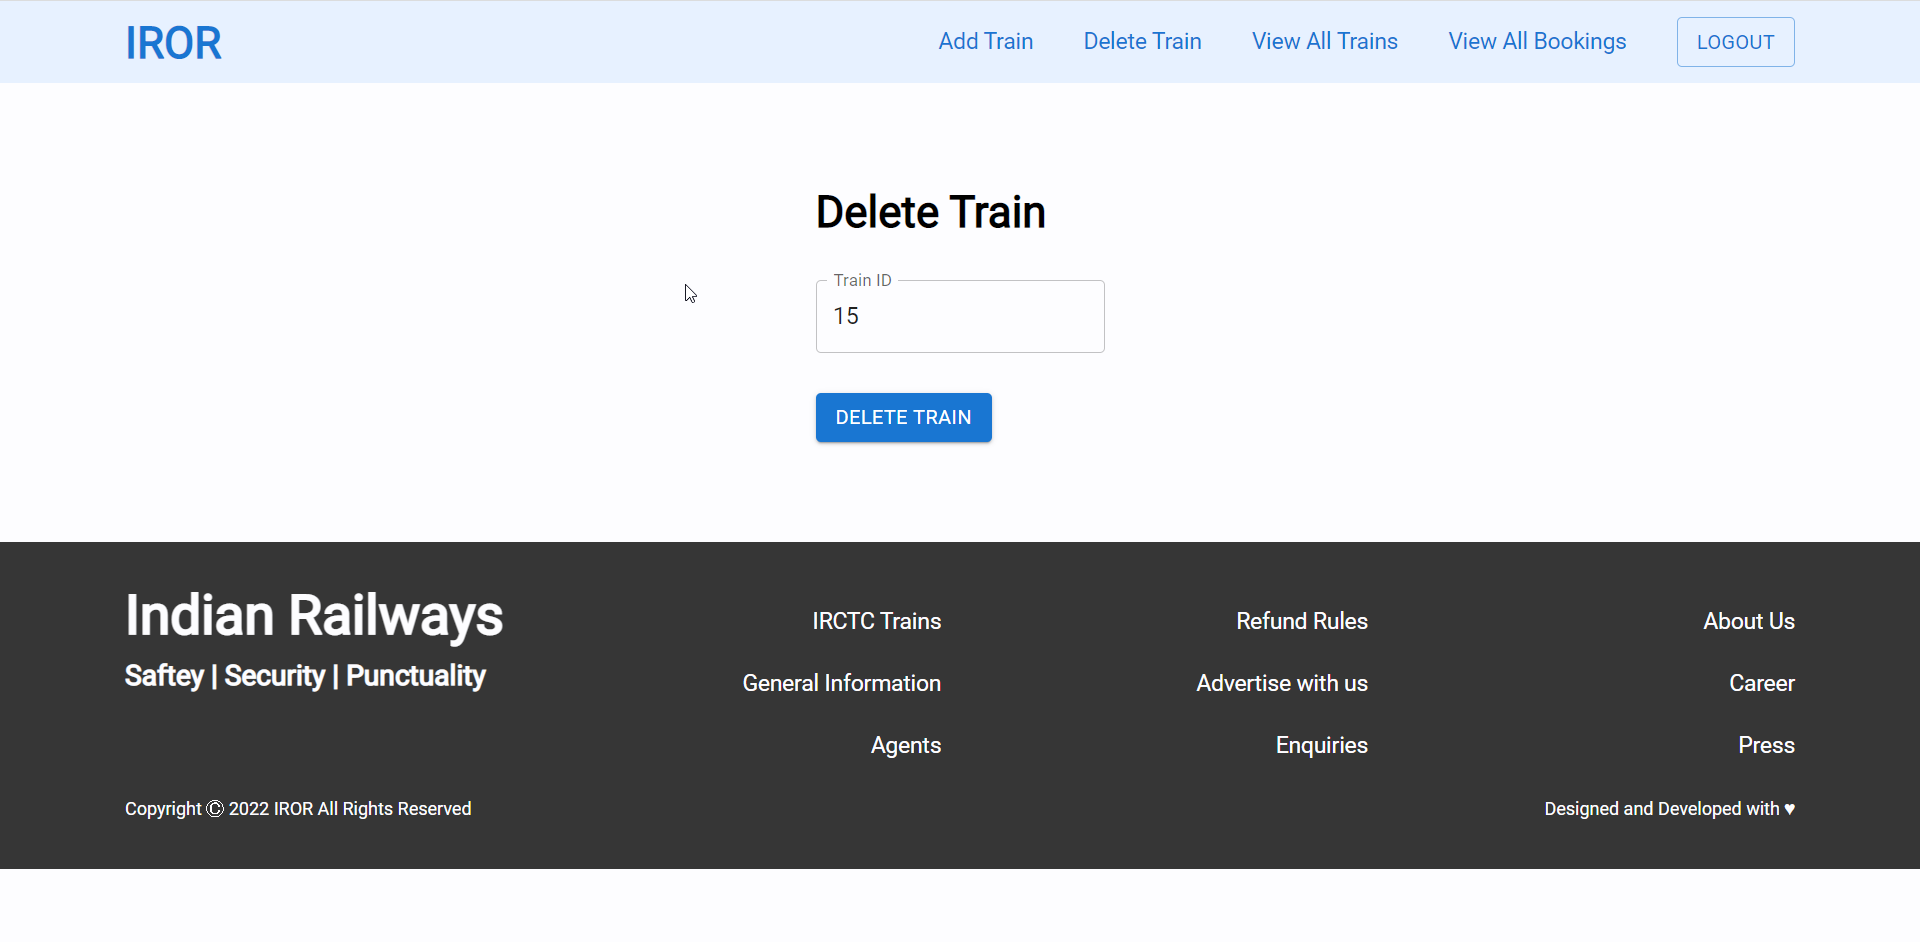 IROR
Add Train
Delete Train
View All Trains
View All Bookings
LOGOUT
Delete Train
Train ID
15
DELETE TRAIN
Indian Railways
Saftey | Security | Punctuality
IRCTC Trains
General Information
Agents
Refund Rules
Advertise with us
Enquiries
About Us
Career
Press
Copyright © 2022 IROR All Rights Reserved
Designed and Developed with ♥